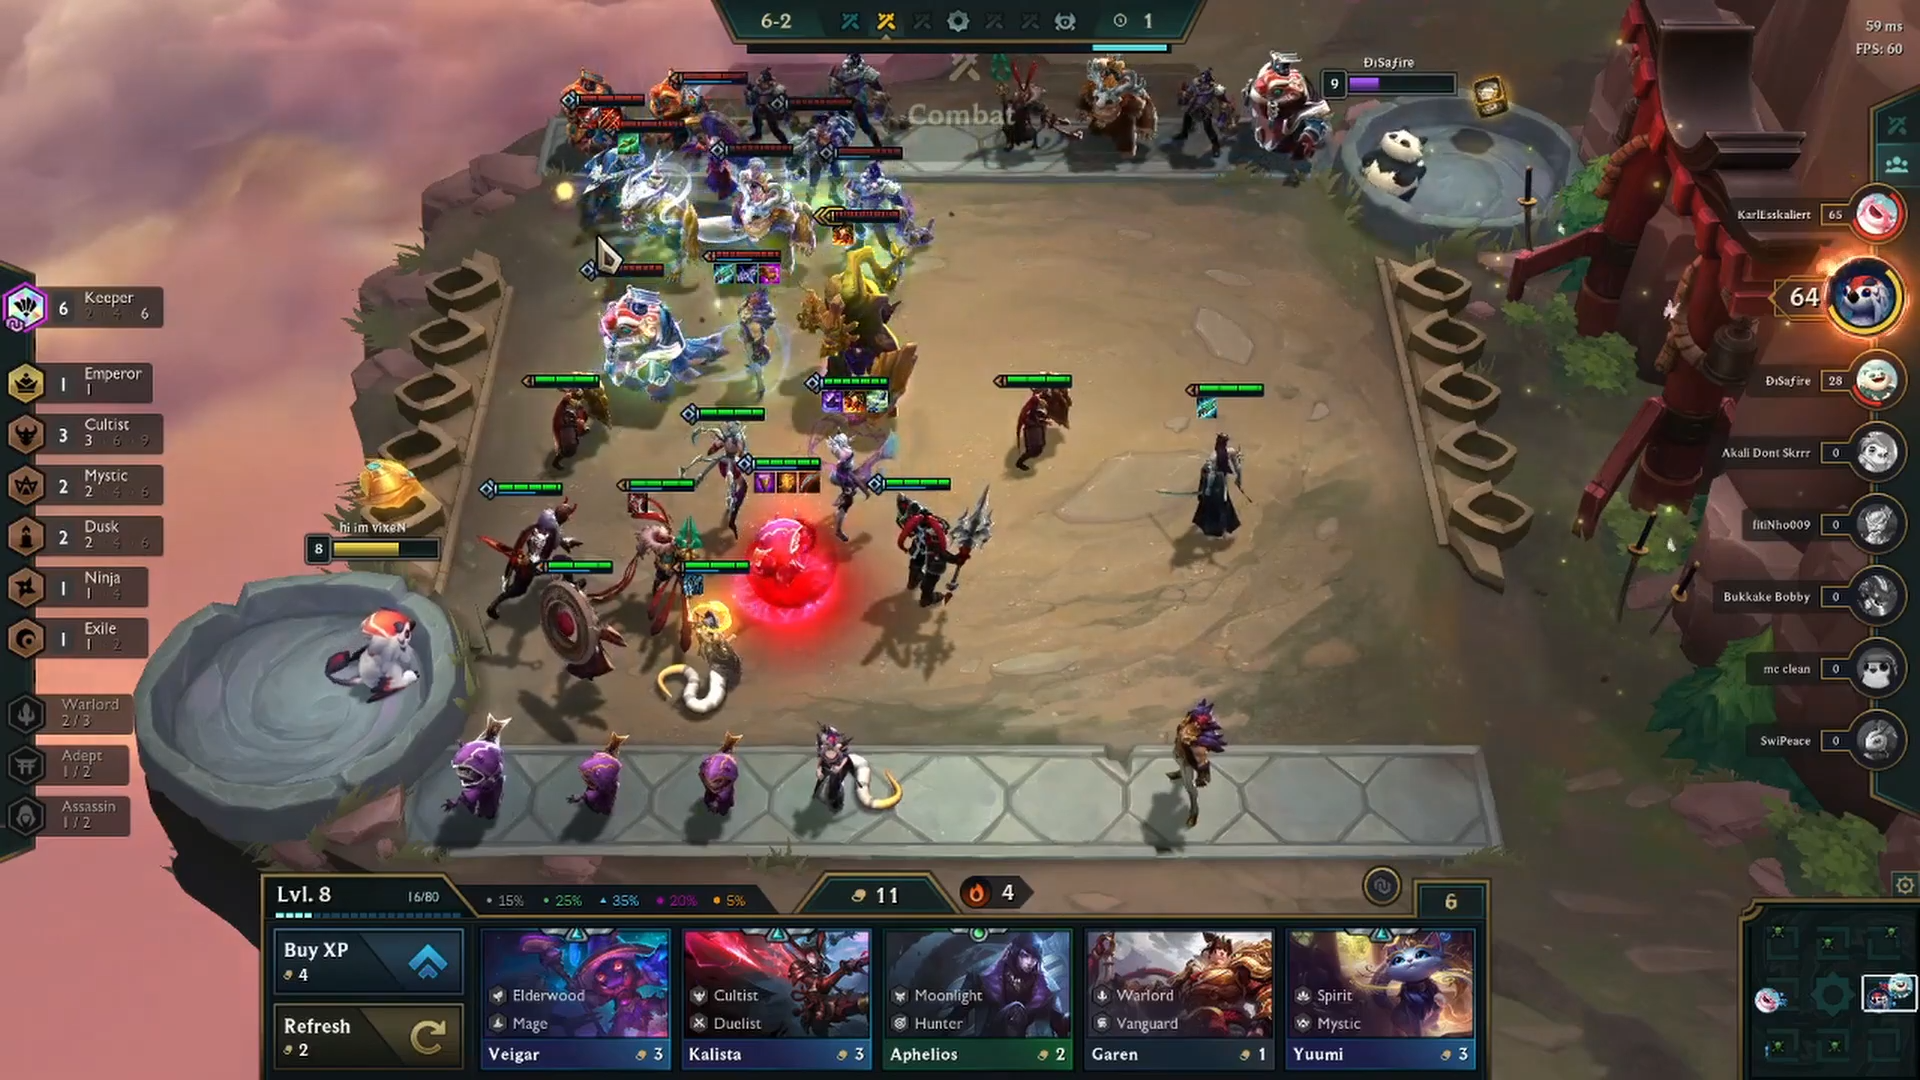 6-2
1
59 ms
FPS: 60
Combat
ĐiSafire
9
KarlEsskaliert 65
64
ĐiSafire 28
Akali Dont Skrrr 0
fitiNho009 0
Bukkake Bobby 0
mc clean 0
SwiPeace 0
6 Keeper
2 4 6
1 Emperor
1
3 Cultist
3 6 9
2 Mystic
2 4 6
2 Dusk
2 4 6
1 Ninja
1 4
1 Exile
1 2
Warlord
2 / 3
Adept
1 / 2
Assassin
1 / 2
hi im vixeN
8
Lvl. 8 16/80
15% 25% 35% 20% 5%
11
4
6
Buy XP
4
Refresh
2
Elderwood
Mage
Veigar 3
Cultist
Duelist
Kalista 3
Moonlight
Hunter
Aphelios 2
Warlord
Vanguard
Garen 1
Spirit
Mystic
Yuumi 3